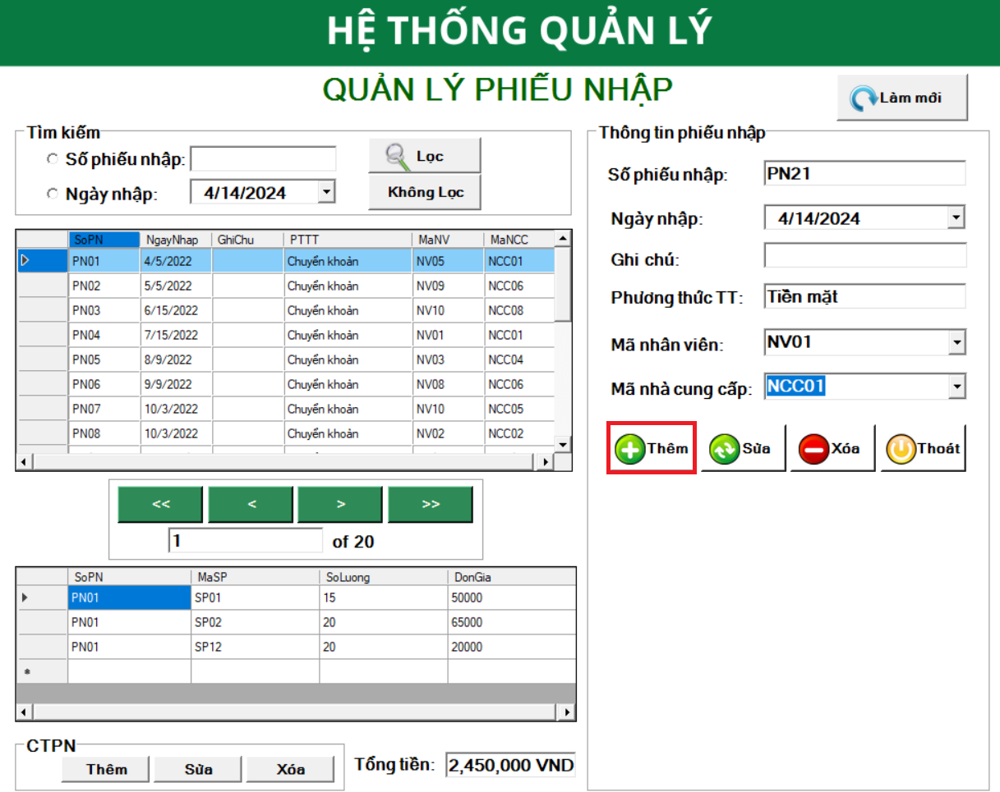 HỆ THỐNG QUẢN LÝ
QUẢN LÝ PHIẾU NHẬP
Làm mới
Tìm kiếm
Số phiếu nhập:
Lọc
Ngày nhập: 4/14/2024
Không Lọc
SoPN NgayNhap GhiChu PTTT MaNV MaNCC
PN01 4/5/2022 Chuyển khoản NV05 NCC01
PN02 5/5/2022 Chuyển khoản NV09 NCC06
PN03 6/15/2022 Chuyển khoản NV10 NCC08
PN04 7/15/2022 Chuyển khoản NV01 NCC01
PN05 8/9/2022 Chuyển khoản NV03 NCC04
PN06 9/9/2022 Chuyển khoản NV08 NCC06
PN07 10/3/2022 Chuyển khoản NV10 NCC05
PN08 10/3/2022 Chuyển khoản NV02 NCC02
<< < > >>
1 of 20
SoPN MaSP SoLuong DonGia
PN01 SP01 15 50000
PN01 SP02 20 65000
PN01 SP12 20 20000
CTPN
Thêm Sửa Xóa
Tổng tiền: 2,450,000 VND
Thông tin phiếu nhập
Số phiếu nhập: PN21
Ngày nhập: 4/14/2024
Ghi chú:
Phương thức TT: Tiền mặt
Mã nhân viên: NV01
Mã nhà cung cấp: NCC01
Thêm Sửa Xóa Thoát